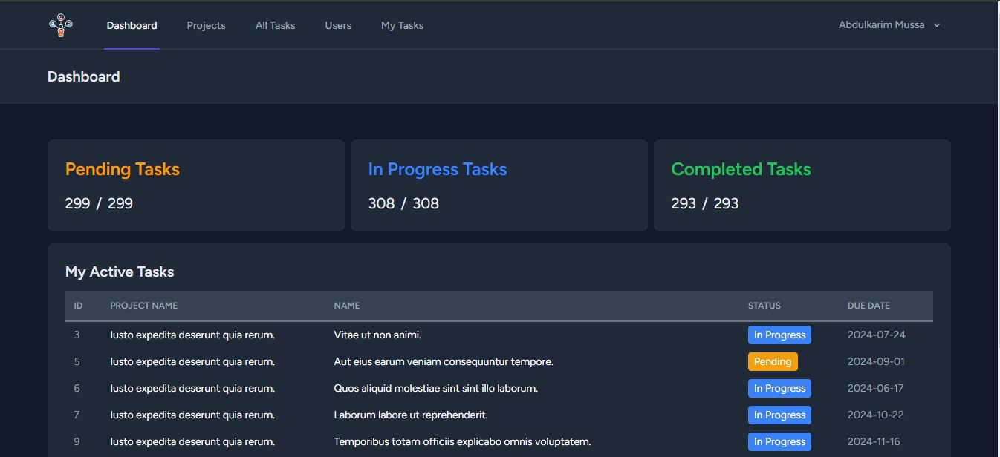 Dashboard Projects All Tasks Users My Tasks Abdulkarim Mussa
Dashboard
Pending Tasks In Progress Tasks Completed Tasks
299 / 299 308 / 308 293 / 293
My Active Tasks
ID PROJECT NAME NAME STATUS DUE DATE
3 Iusto expedita deserunt quia rerum. Vitae ut non animi. In Progress 2024-07-24
5 Iusto expedita deserunt quia rerum. Aut eius earum veniam consequuntur tempore. Pending 2024-09-01
6 Iusto expedita deserunt quia rerum. Quos aliquid molestiae sint sint illo laborum. In Progress 2024-06-17
7 Iusto expedita deserunt quia rerum. Laborum labore ut reprehenderit. In Progress 2024-10-22
9 Iusto expedita deserunt quia rerum. Temporibus totam officiis explicabo omnis voluptatem. In Progress 2024-11-16